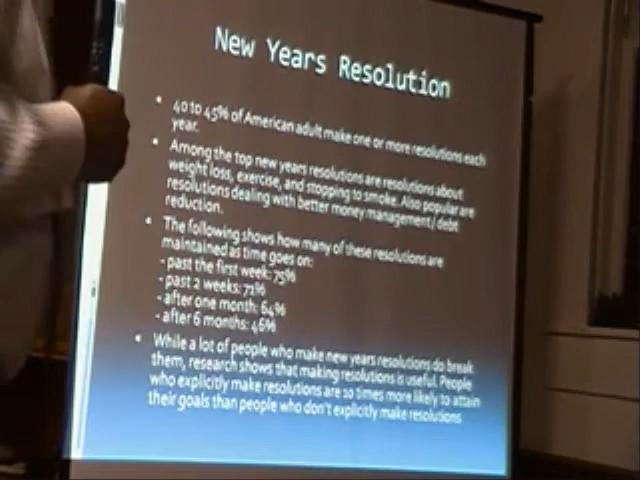 New Years Resolution
• 40 to 45% of American adult make one or more resolutions each
year.
• Among the top new years resolutions are resolutions about
weight loss, exercise, and stopping to smoke. Also popular are
resolutions dealing with better money management/ debt
reduction.
• The following shows how many of these resolutions are
maintained as time goes on:
- past the first week: 75%
- past 2 weeks: 71%
- after one month: 64%
- after 6 months: 46%
• While a lot of people who make new years resolutions do break
them, research shows that making resolutions is useful. People
who explicitly make resolutions are 10 times more likely to attain
their goals than people who don't explicitly make resolutions